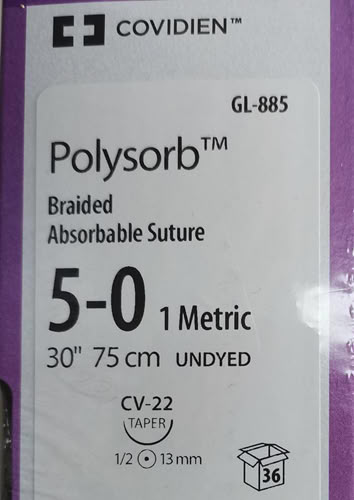 COVIDIEN™
GL-885
Polysorb™
Braided
Absorbable Suture
5-0 1 Metric
30" 75 cm UNDYED
CV-22
TAPER
1/2 13 mm
36